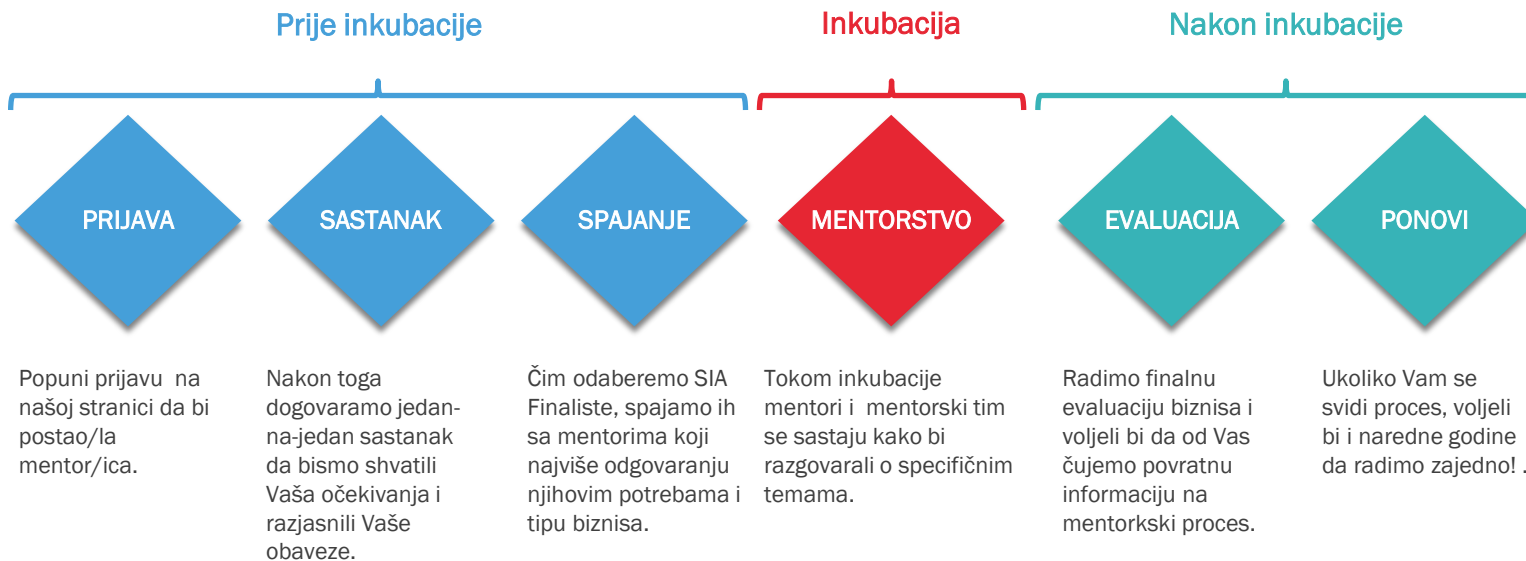 Prije inkubacije
Inkubacija
Nakon inkubacije
PRIJAVA
SASTANAK
SPAJANJE
MENTORSTVO
EVALUACIJA
PONOVI
Popuni prijavu na
našoj stranici da bi
postao/la
mentor/ica.
Nakon toga
dogovaramo jedan-
na-jedan sastanak
da bismo shvatili
Vaša očekivanja i
razjasnili Vaše
obaveze.
Čim odaberemo SIA
Finaliste, spajamo ih
sa mentorima koji
najviše odgovaranju
njihovim potrebama i
tipu biznisa.
Tokom inkubacije
mentori i mentorski tim
se sastaju kako bi
razgovarali o specifičnim
temama.
Radimo finalnu
evaluaciju biznisa i
voljeli bi da od Vas
čujemo povratnu
informaciju na
mentorkski proces.
Ukoliko Vam se
svidi proces, voljeli
bi i naredne godine
da radimo zajedno! .